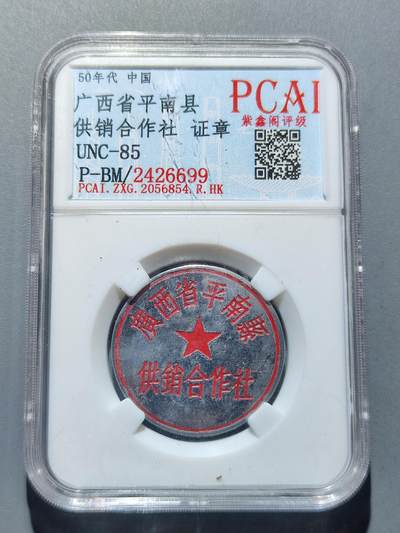 50年代 中国
广西省平南县
供销合作社 证章
UNC-85
P-BM/2426699
PCAI.ZXG.2056854.R.HK
PCAI
紫鑫阁评级
廣西省平南縣
供銷合作社